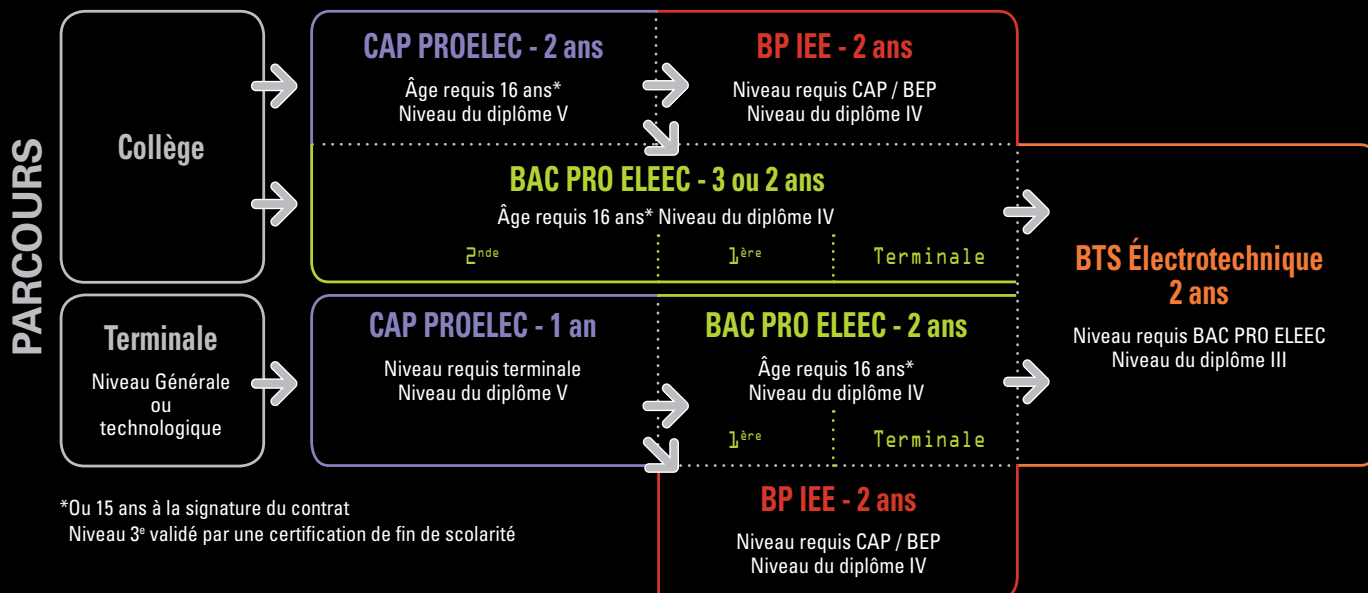 PARCOURS
Collège
CAP PROELEC - 2 ans
Âge requis 16 ans*
Niveau du diplôme V
BP IEE - 2 ans
Niveau requis CAP / BEP
Niveau du diplôme IV
BAC PRO ELEEC - 3 ou 2 ans
Âge requis 16 ans* Niveau du diplôme IV
2nde
1ère
Terminale
BTS Électrotechnique
2 ans
Niveau requis BAC PRO ELEEC
Niveau du diplôme III
Terminale
Niveau Générale
ou
technologique
CAP PROELEC - 1 an
Niveau requis terminale
Niveau du diplôme V
BAC PRO ELEEC - 2 ans
Âge requis 16 ans*
Niveau du diplôme IV
1ère
Terminale
BP IEE - 2 ans
Niveau requis CAP / BEP
Niveau du diplôme IV
*Ou 15 ans à la signature du contrat
Niveau 3e validé par une certification de fin de scolarité